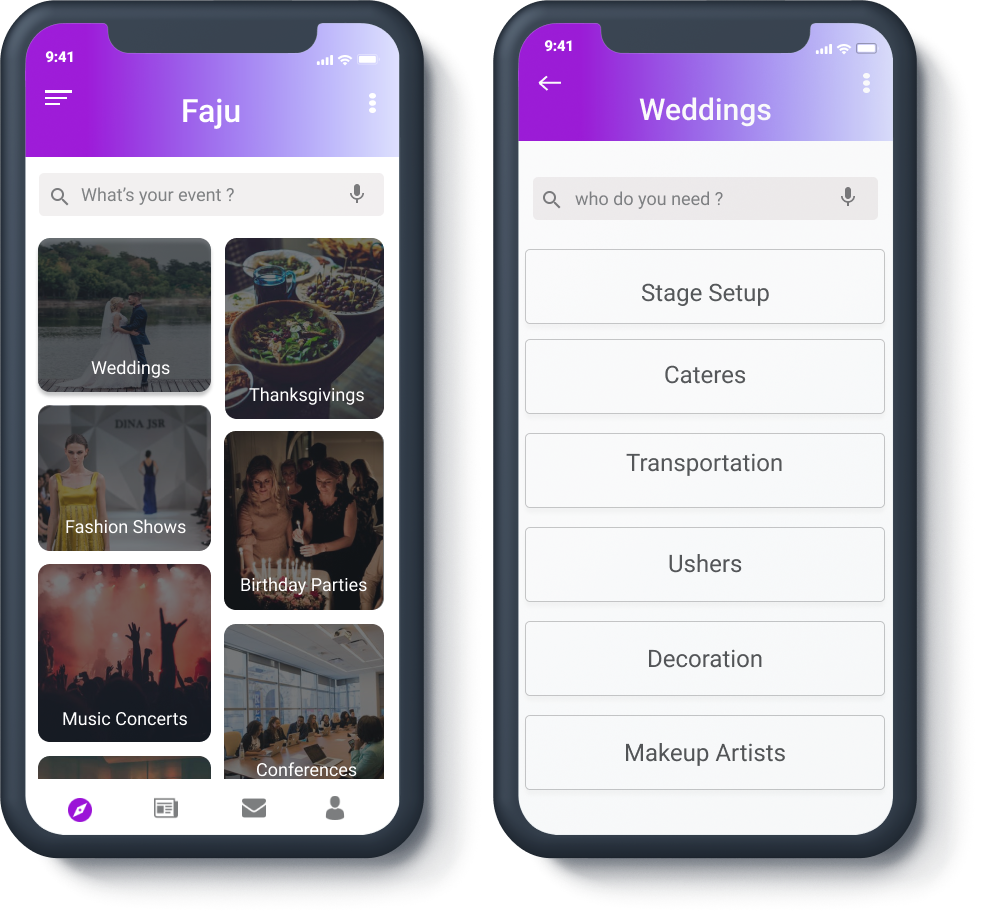 9:41
Faju
What's your event ?
Weddings
Thanksgivings
DINA JSR
Fashion Shows
Birthday Parties
Music Concerts
Conferences
9:41
Weddings
who do you need ?
Stage Setup
Cateres
Transportation
Ushers
Decoration
Makeup Artists